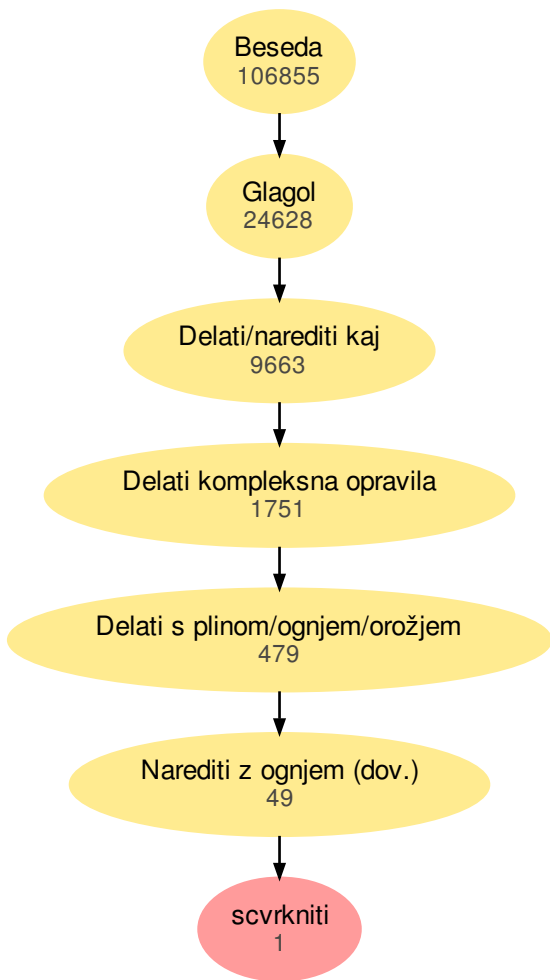 Beseda
106855
Glagol
24628
Delati/narediti kaj
9663
Delati kompleksna opravila
1751
Delati s plinom/ognjem/orožjem
479
Narediti z ognjem (dov.)
49
scvrkniti
1